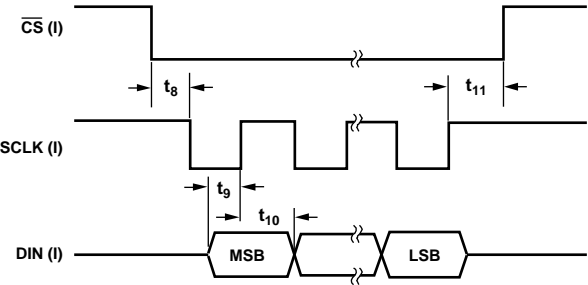 CS (I)
t8
t11
SCLK (I)
t9
t10
DIN (I)
MSB
LSB